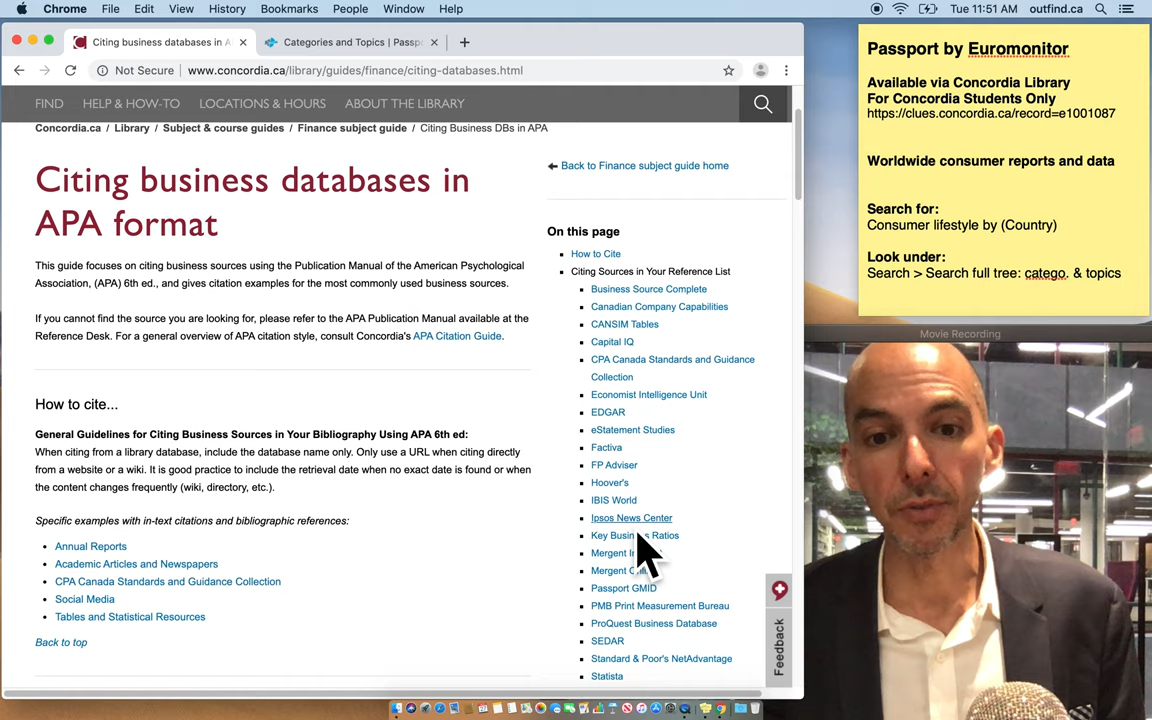 Chrome File Edit View History Bookmarks People Window Help Tue 11:51 AM outfind.ca
Citing business databases in A
Categories and Topics | Passp
Not Secure | www.concordia.ca/library/guides/finance/citing-databases.html
FIND HELP & HOW-TO LOCATIONS & HOURS ABOUT THE LIBRARY
Concordia.ca / Library / Subject & course guides / Finance subject guide / Citing Business DBs in APA
Citing business databases in
APA format
This guide focuses on citing business sources using the Publication Manual of the American Psychological
Association, (APA) 6th ed., and gives citation examples for the most commonly used business sources.
If you cannot find the source you are looking for, please refer to the APA Publication Manual available at the
Reference Desk. For a general overview of APA citation style, consult Concordia's APA Citation Guide.
How to cite...
General Guidelines for Citing Business Sources in Your Bibliography Using APA 6th ed:
When citing from a library database, include the database name only. Only use a URL when citing directly
from a website or a wiki. It is good practice to include the retrieval date when no exact date is found or when
the content changes frequently (wiki, directory, etc.).
Specific examples with in-text citations and bibliographic references:
Annual Reports
Academic Articles and Newspapers
CPA Canada Standards and Guidance Collection
Social Media
Tables and Statistical Resources
Back to top
Back to Finance subject guide home
On this page
How to Cite
Citing Sources in Your Reference List
Business Source Complete
Canadian Company Capabilities
CANSIM Tables
Capital IQ
CPA Canada Standards and Guidance
Collection
Economist Intelligence Unit
EDGAR
eStatement Studies
Factiva
FP Adviser
Hoover's
IBIS World
Ipsos News Center
Key Business Ratios
Mergent
Mergent
Passport GMID
PMB Print Measurement Bureau
ProQuest Business Database
SEDAR
Standard & Poor's NetAdvantage
Statista
Feedback
Passport by Euromonitor
Available via Concordia Library
For Concordia Students Only
https://clues.concordia.ca/record=e1001087
Worldwide consumer reports and data
Search for:
Consumer lifestyle by (Country)
Look under:
Search > Search full tree: catego. & topics
Movie Recording